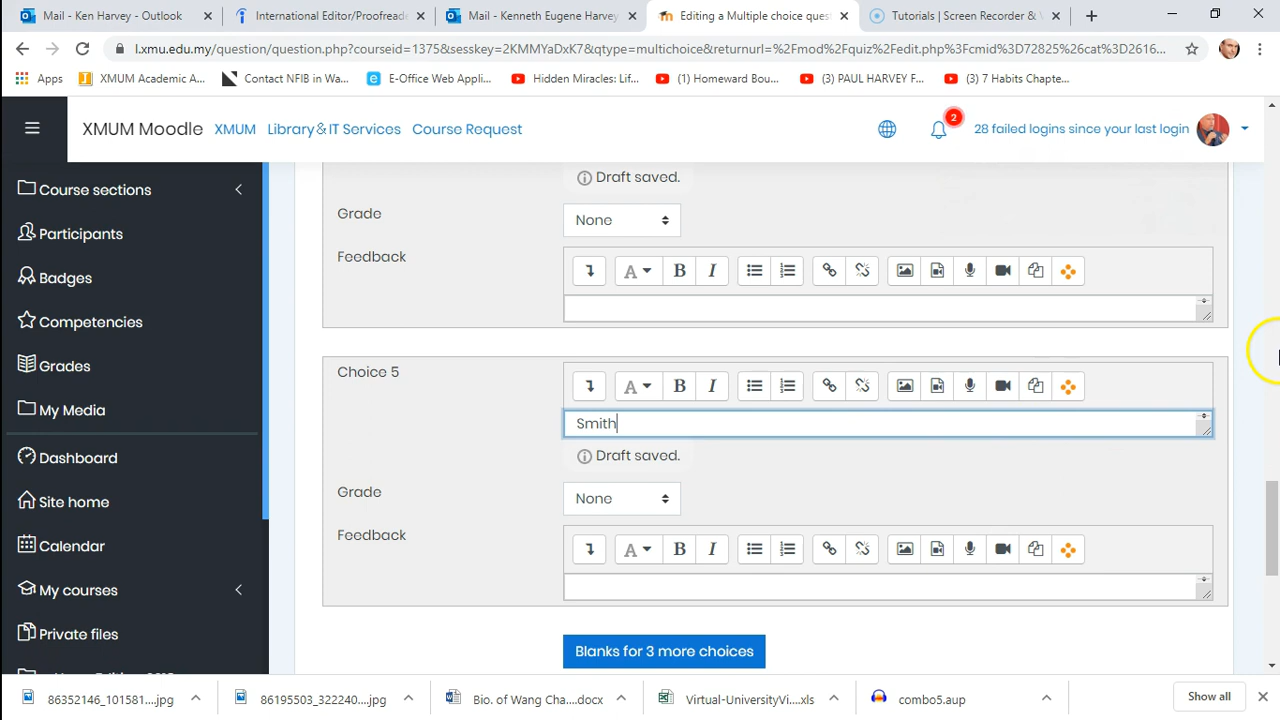 Mail - Ken Harvey - Outlook
International Editor/Proofreade
Mail - Kenneth Eugene Harvey
Editing a Multiple choice ques
Tutorials | Screen Recorder & V
l.xmu.edu.my/question/question.php?courseid=1375&sesskey=2KMMYaDxK7&qtype=multichoice&returnurl=%2Fmod%2Fquiz%2Fedit.php%3Fcmid%3D72825%26cat%3D2616...
Apps
XMUM Academic A...
Contact NFIB in Wa...
E-Office Web Appli...
Hidden Miracles: Lif...
(1) Homeward Bou...
(3) PAUL HARVEY F...
(3) 7 Habits Chapte...
XMUM Moodle
XMUM
Library&IT Services
Course Request
2
28 failed logins since your last login
Course sections
Participants
Badges
Competencies
Grades
My Media
Dashboard
Site home
Calendar
My courses
Private files
Draft saved.
Grade
None
Feedback
A B I
Choice 5
A B I
Smith
Draft saved.
Grade
None
Feedback
A B I
Blanks for 3 more choices
86352146_101581....jpg
86195503_322240....jpg
Bio. of Wang Cha....docx
Virtual-UniversityVi....xls
combo5.aup
Show all